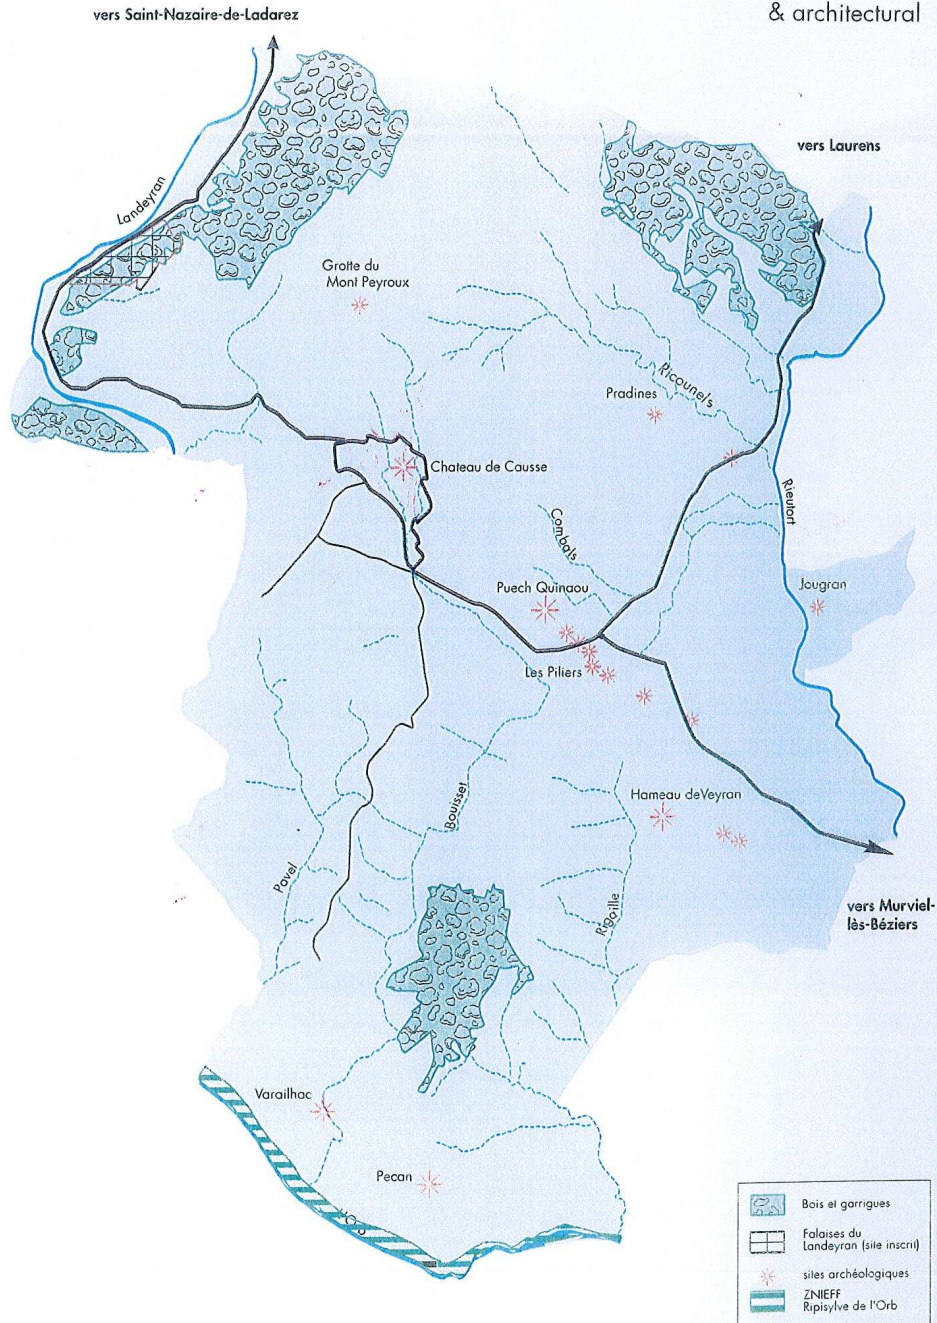 vers Saint-Nazaire-de-Ladarez
& architectural
vers Laurens
Landeyran
Grotte du
Mont Peyroux
Ricounels
Pradines
Chateau de Causse
Rieutort
Combals
Puech Quinaou
Jougran
Les Piliers
Hameau de Veyran
Bouisset
Pavel
Rigaille
vers Murviel-
lès-Béziers
Varailhac
Pecan
Bois et garrigues
Falaises du
Landeyran (site inscrit)
sites archéologiques
ZNIEFF
Ripisylve de l'Orb